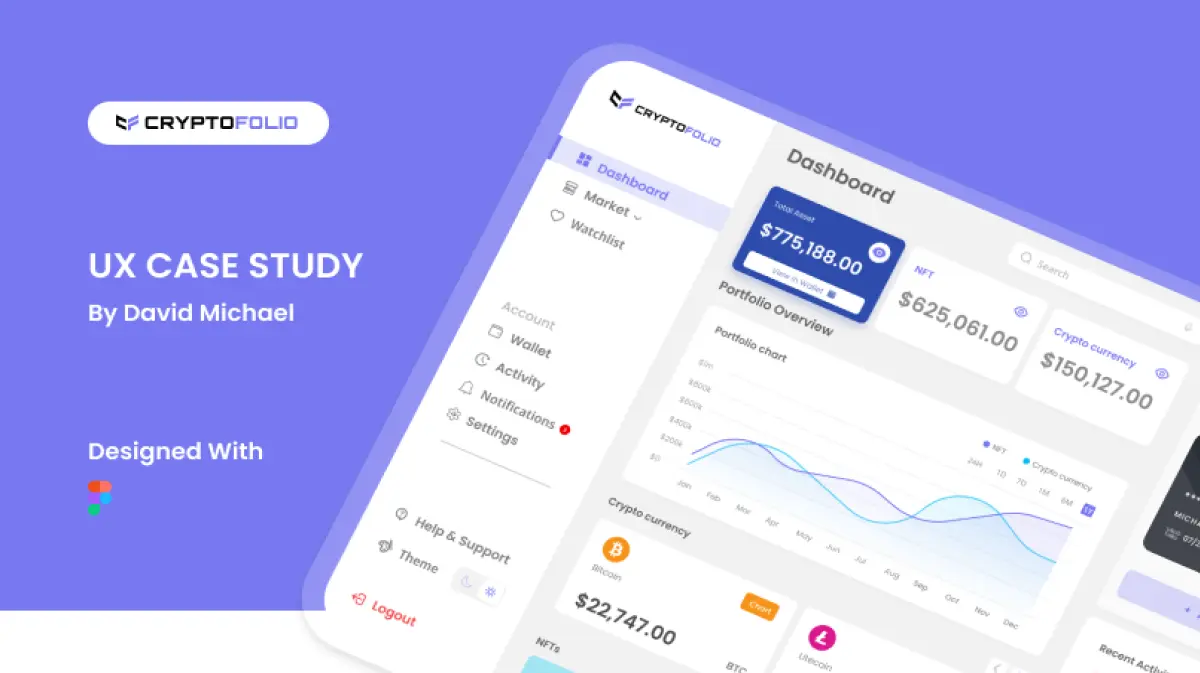 CRYPTOFOLIO
UX CASE STUDY
By David Michael
Designed With
CRYPTOFOLIO
Dashboard
Market
Watchlist
Account
Wallet
Activity
Notifications
Settings
Help & Support
Theme
Logout
Dashboard
Search
Total Asset
$775,188.00
View in Wallet
NFT
$625,061.00
Crypto currency
$150,127.00
Portfolio Overview
Portfolio chart
NFT
Crypto currency
24H 1D 7D 1M 6M
$800k
$600k
$400k
$200k
$0
Jan Feb Mar Apr May Jun Jul Aug Sep Oct Nov Dec
Crypto currency
Bitcoin
$22,747.00
Chart
BTC
Litecoin
NFTs
MICHA
07/2
Recent Activi